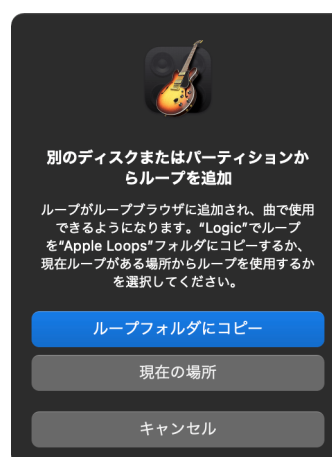 別のディスクまたはパーティションか
らループを追加
ループがループブラウザに追加され、曲で使用
できるようになります。“Logic”でループ
を“Apple Loops”フォルダにコピーするか、
現在ループがある場所からループを使用するか
を選択してください。
ループフォルダにコピー
現在の場所
キャンセル